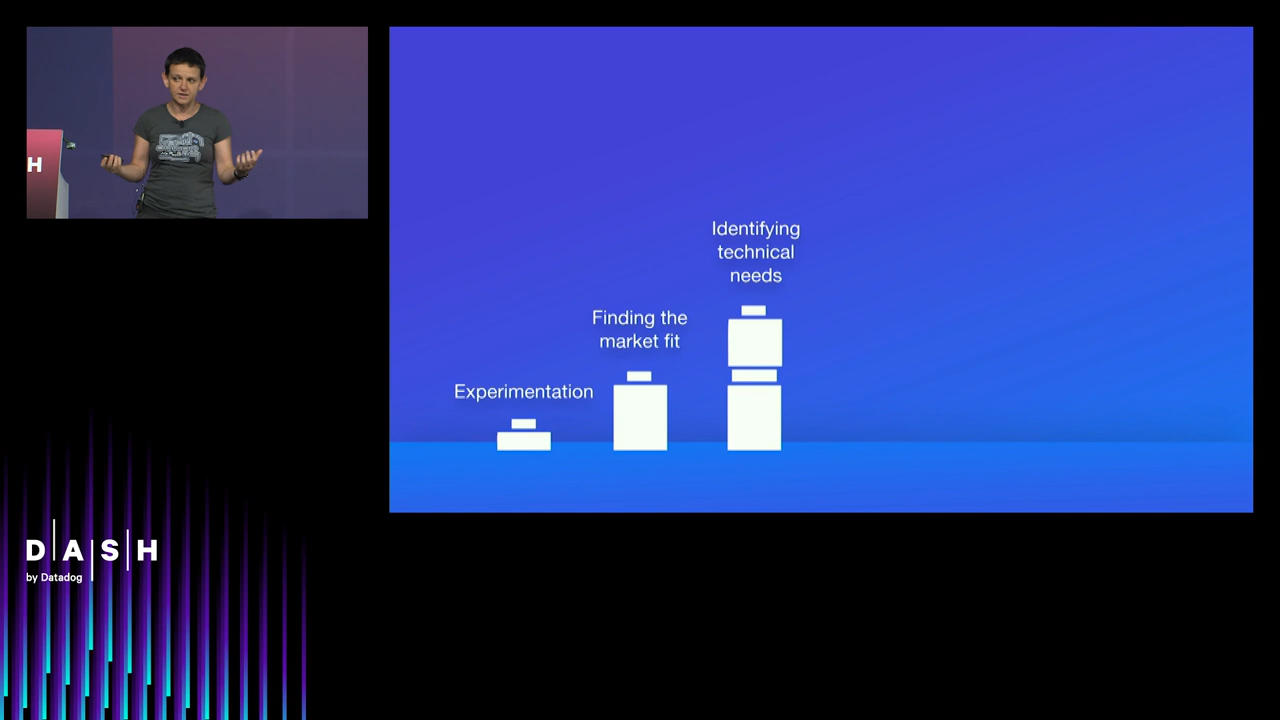 H
Identifying
technical
needs
Finding the
market fit
Experimentation
DASH
by Datadog